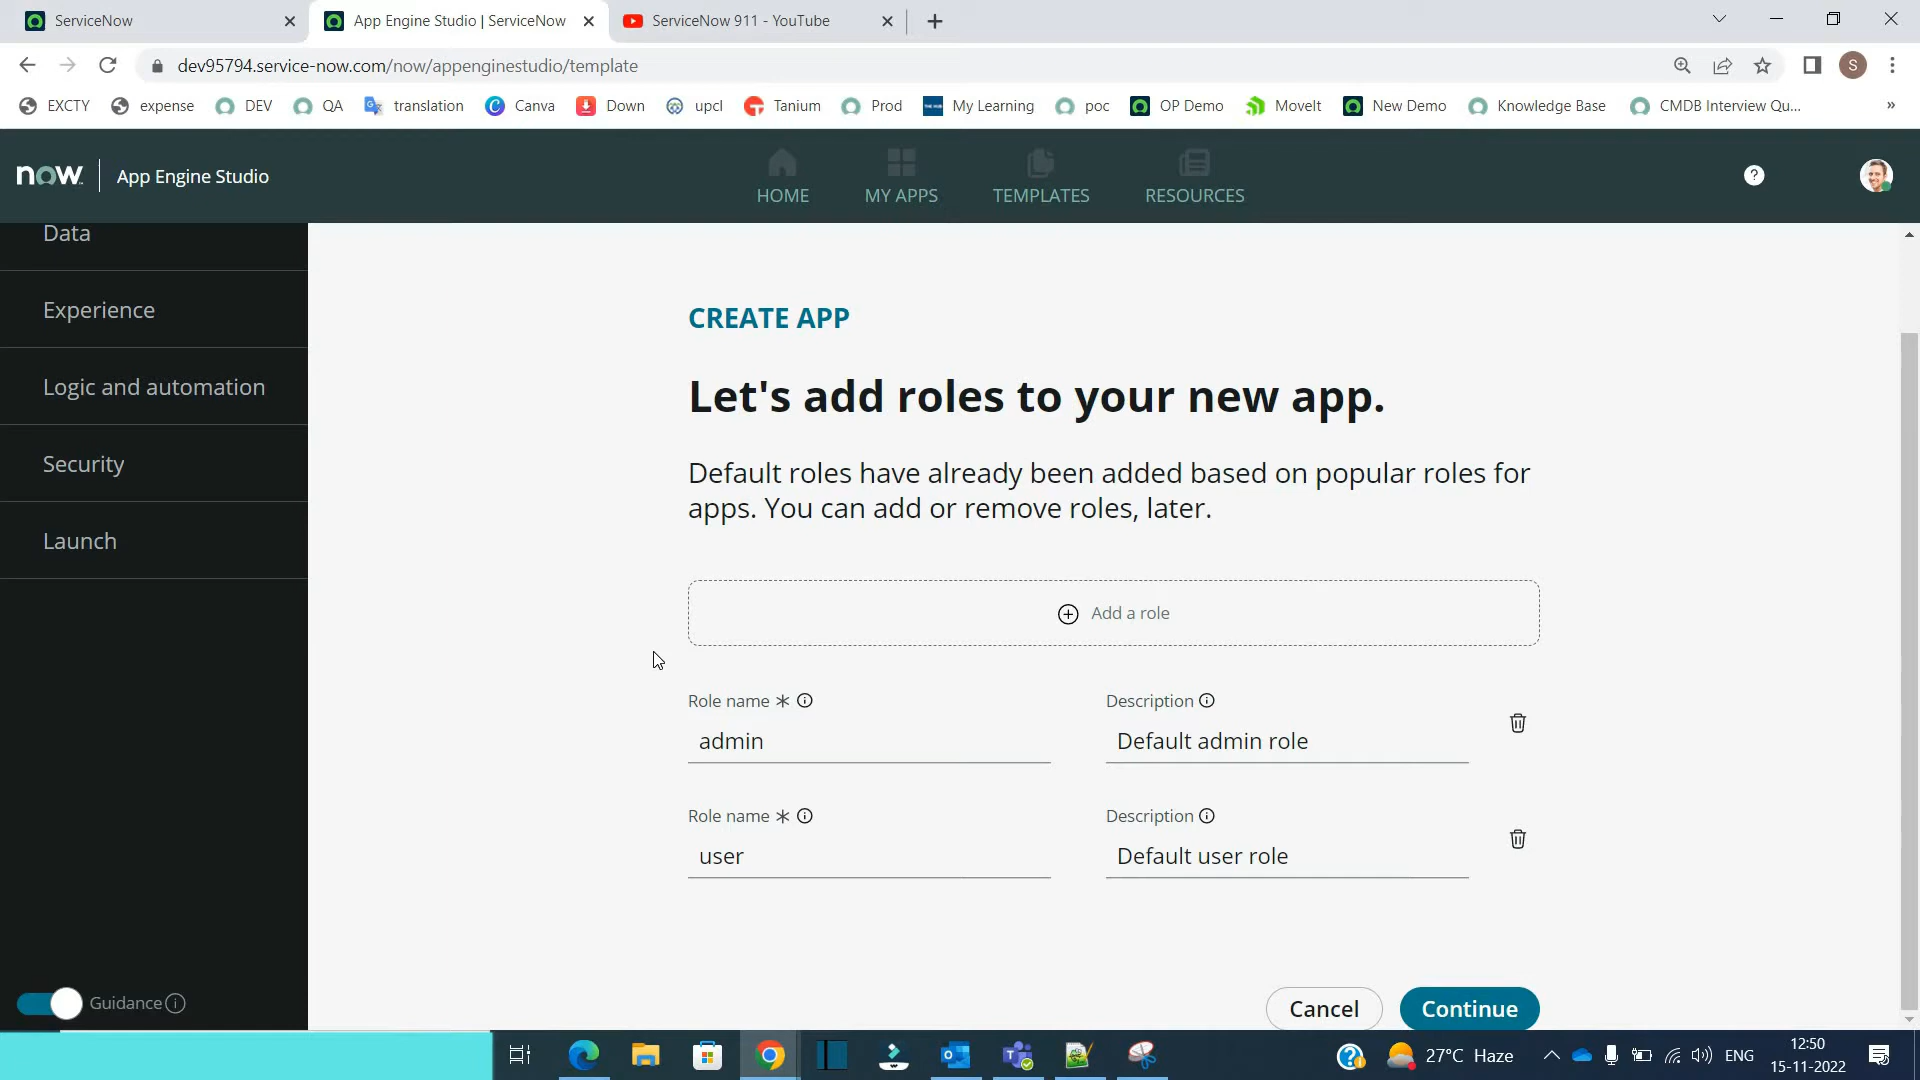 ServiceNow
App Engine Studio | ServiceNow
ServiceNow 911 - YouTube
dev95794.service-now.com/now/appenginestudio/template
S
EXCTY
expense
DEV
QA
translation
Canva
Down
upcl
Tanium
Prod
My Learning
poc
OP Demo
MoveIt
New Demo
Knowledge Base
CMDB Interview Qu...
»
now
App Engine Studio
HOME
MY APPS
TEMPLATES
RESOURCES
Data
Experience
Logic and automation
Security
Launch
Guidance
CREATE APP
Let's add roles to your new app.
Default roles have already been added based on popular roles for
apps. You can add or remove roles, later.
Add a role
Role name *
Description
admin
Default admin role
Role name *
Description
user
Default user role
Cancel
Continue
27°C Haze
ENG
12:50
15-11-2022